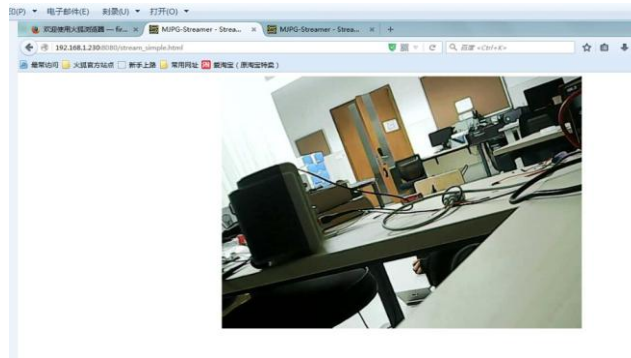 印(P) 电子邮件(E) 刻录(U) 打开(O)
欢迎使用火狐浏览器 — fir... × MJPG-Streamer - Strea... × MJPG-Streamer - Strea... × +
192.168.1.230:8080/stream_simple.html 百度 <Ctrl+K>
最常访问 火狐官方站点 新手上路 常用网址 爱淘宝 ( 原淘宝特卖 )